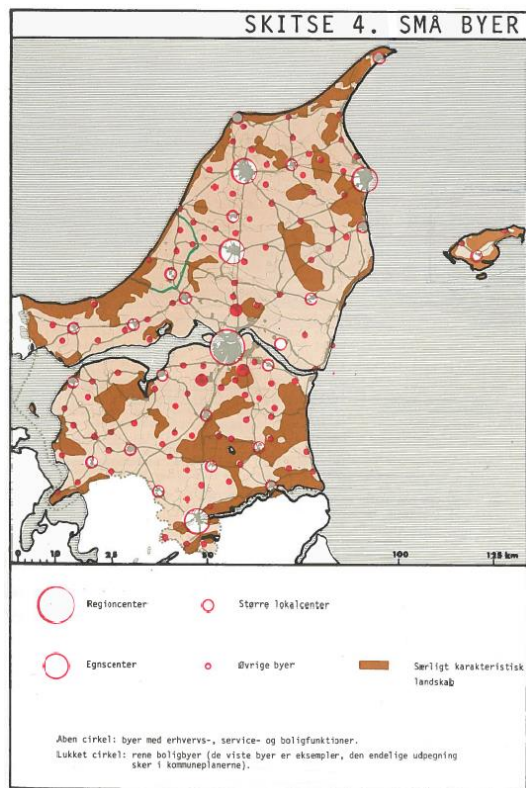 SKITSE 4. SMÅ BYER
0 10 25 50 100 125 km
Regioncenter
Større lokalcenter
Egnscenter
Øvrige byer
Særligt karakteristisk
landskab
Aben cirkel: byer med erhvervs-, service- og boligfunktioner.
Lukket cirkel: rene boligbyer (de viste byer er eksempler, den endelige udpegning
sker i kommuneplanerne).